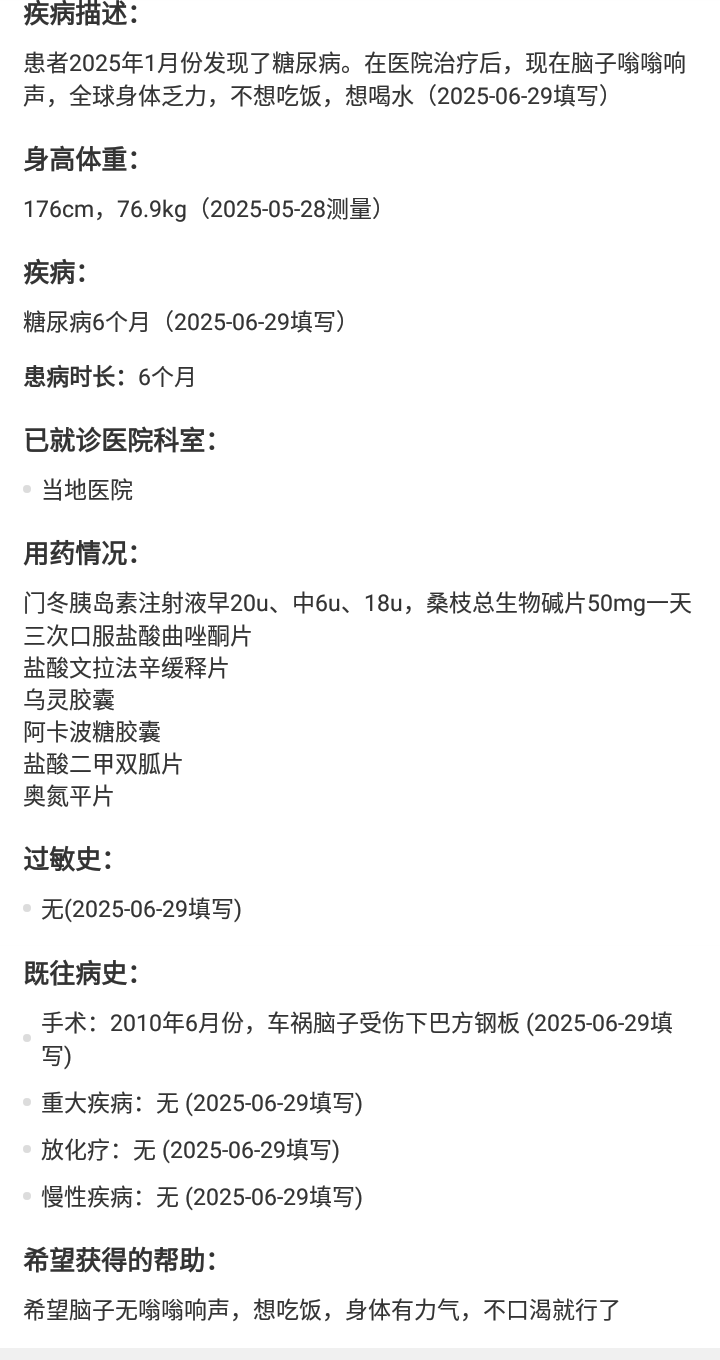 疾病描述：
患者2025年1月份发现了糖尿病。在医院治疗后，现在脑子嗡嗡响
声，全球身体乏力，不想吃饭，想喝水（2025-06-29填写）
身高体重：
176cm，76.9kg（2025-05-28测量）
疾病：
糖尿病6个月（2025-06-29填写）
患病时长：6个月
已就诊医院科室：
当地医院
用药情况：
门冬胰岛素注射液早20u、中6u、18u，桑枝总生物碱片50mg一天
三次口服盐酸曲唑酮片
盐酸文拉法辛缓释片
乌灵胶囊
阿卡波糖胶囊
盐酸二甲双胍片
奥氮平片
过敏史：
无(2025-06-29填写)
既往病史：
手术：2010年6月份，车祸脑子受伤下巴方钢板 (2025-06-29填
写)
重大疾病：无 (2025-06-29填写)
放化疗：无 (2025-06-29填写)
慢性疾病：无 (2025-06-29填写)
希望获得的帮助：
希望脑子无嗡嗡响声，想吃饭，身体有力气，不口渴就行了